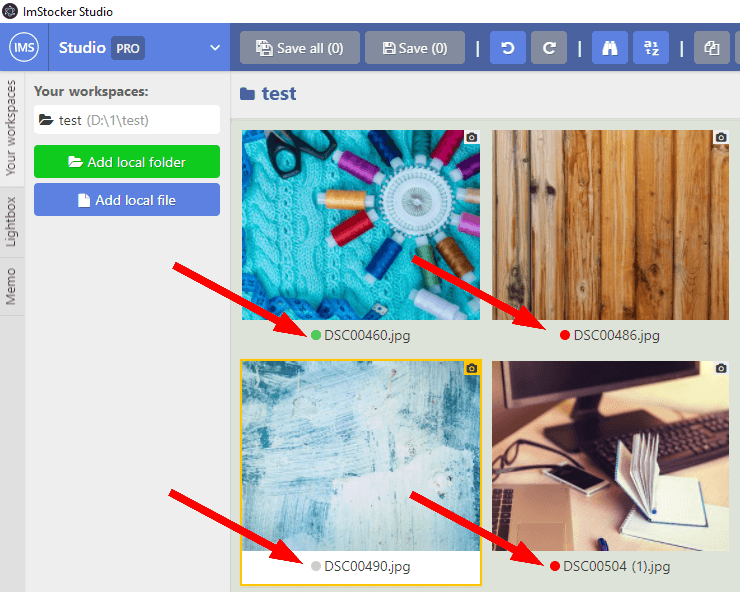 ImStocker Studio
IMS Studio PRO
Save all (0) Save (0)
Your workspaces
Lightbox
Memo
Your workspaces:
test (D:\1\test)
Add local folder
Add local file
test
DSC00460.jpg
DSC00486.jpg
DSC00490.jpg
DSC00504 (1).jpg